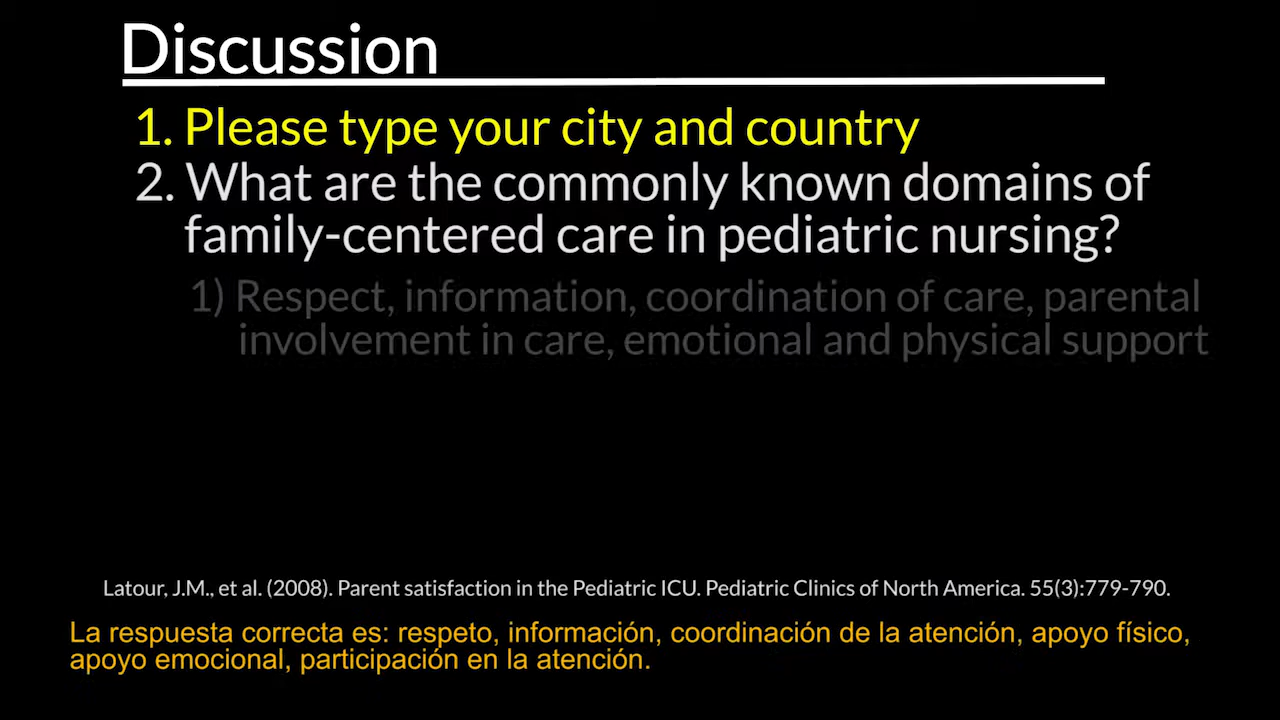 Discussion
1. Please type your city and country
2. What are the commonly known domains of
family-centered care in pediatric nursing?
1) Respect, information, coordination of care, parental
involvement in care, emotional and physical support
Latour, J.M., et al. (2008). Parent satisfaction in the Pediatric ICU. Pediatric Clinics of North America. 55(3):779-790.
La respuesta correcta es: respeto, información, coordinación de la atención, apoyo físico,
apoyo emocional, participación en la atención.